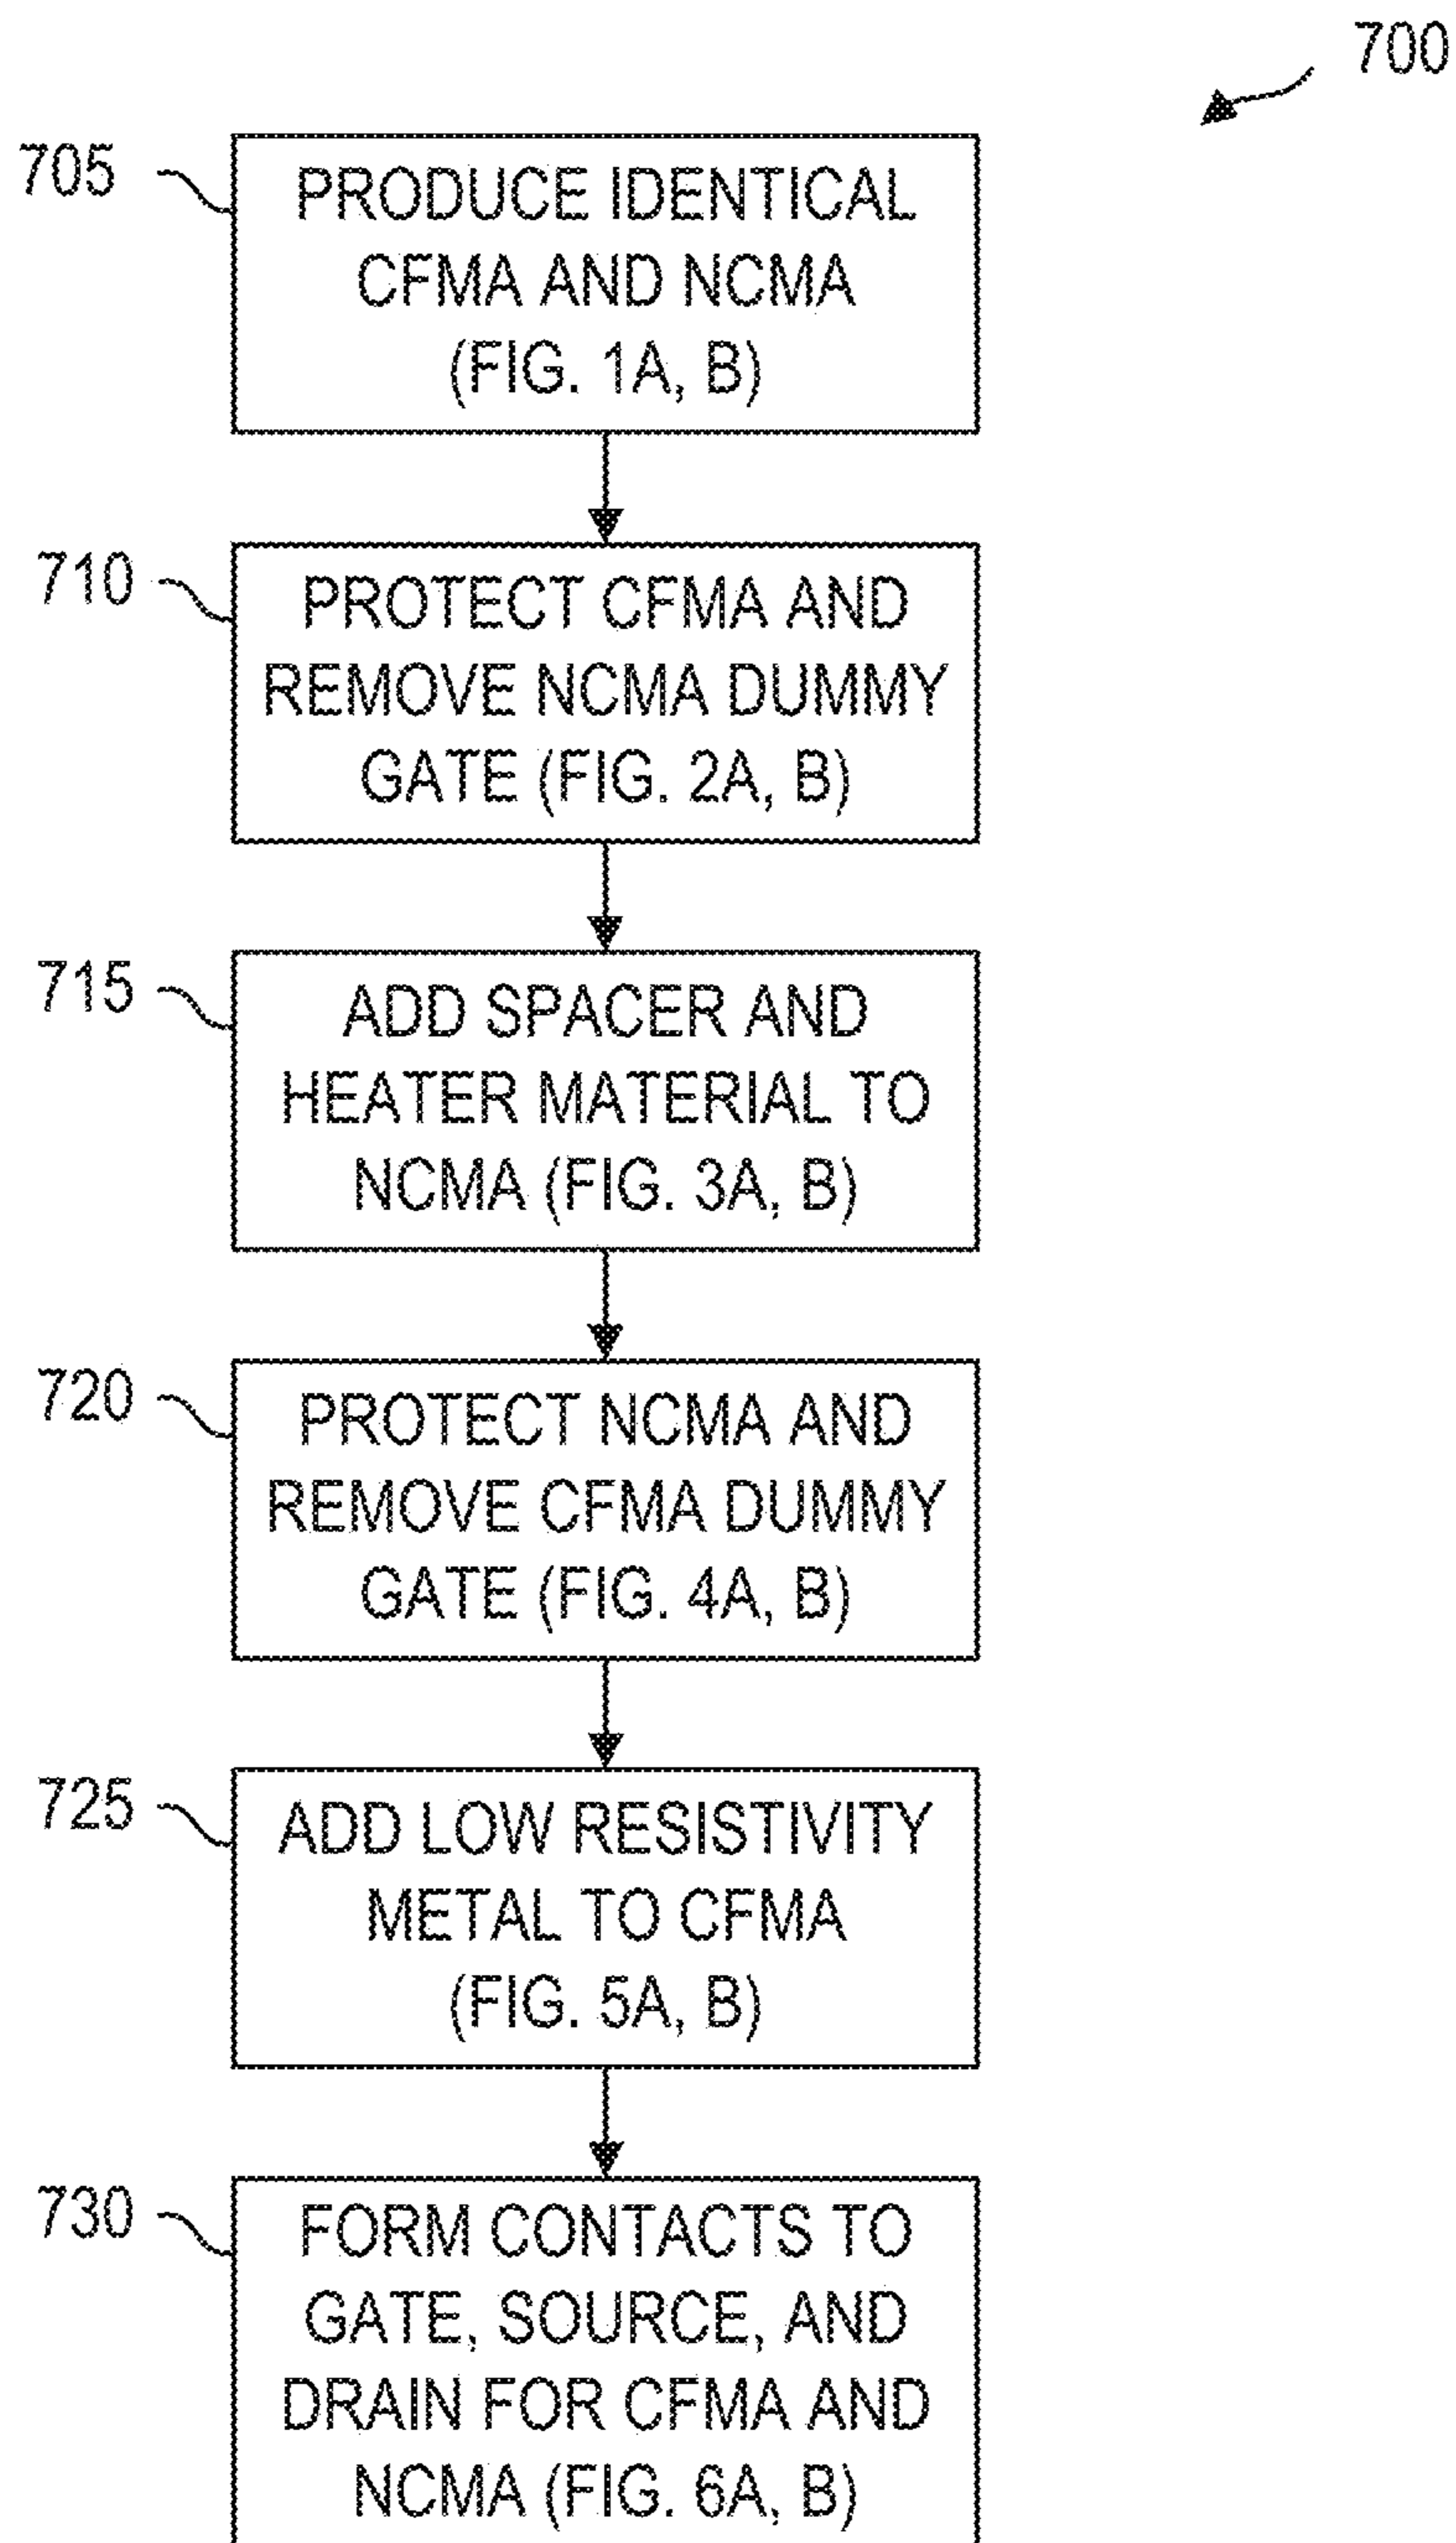 700
705
PRODUCE IDENTICAL
CFMA AND NCMA
(FIG. 1A, B)
710
PROTECT CFMA AND
REMOVE NCMA DUMMY
GATE (FIG. 2A, B)
715
ADD SPACER AND
HEATER MATERIAL TO
NCMA (FIG. 3A, B)
720
PROTECT NCMA AND
REMOVE CFMA DUMMY
GATE (FIG. 4A, B)
725
ADD LOW RESISTIVITY
METAL TO CFMA
(FIG. 5A, B)
730
FORM CONTACTS TO
GATE, SOURCE, AND
DRAIN FOR CFMA AND
NCMA (FIG. 6A, B)